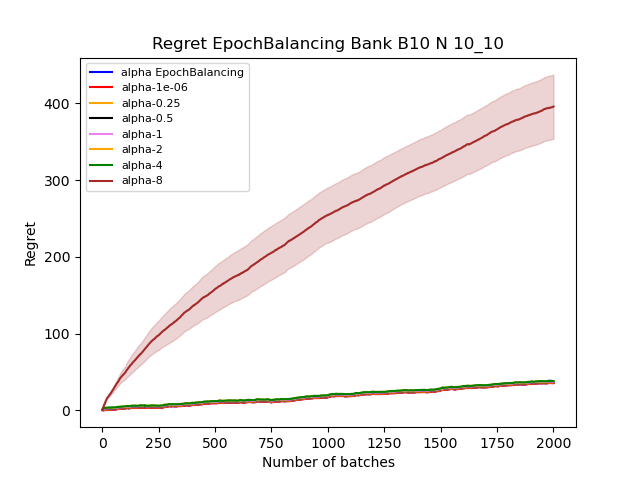 Regret EpochBalancing Bank B10 N 10_10
alpha EpochBalancing
alpha-1e-06
alpha-0.25
alpha-0.5
alpha-1
alpha-2
alpha-4
alpha-8
Regret
400
300
200
100
0
0 250 500 750 1000 1250 1500 1750 2000
Number of batches